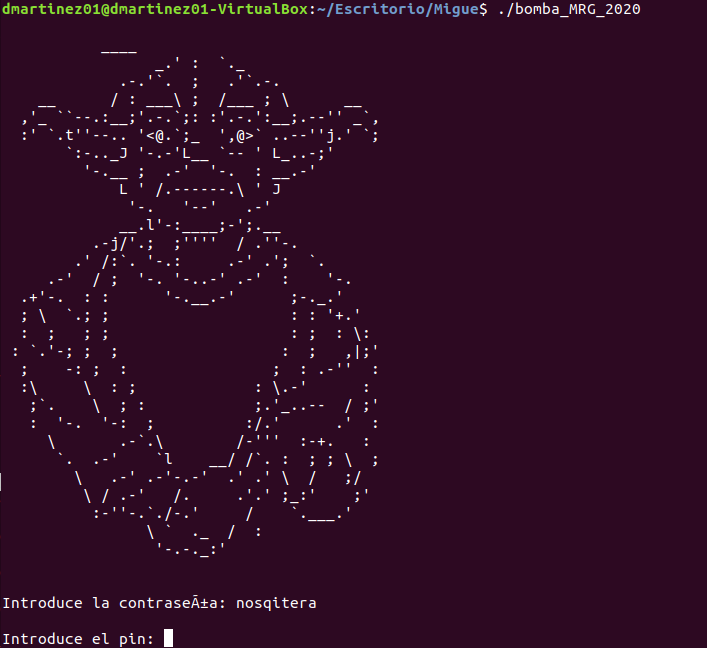 dmartinez01@dmartinez01-VirtualBox:~/Escritorio/Migue$ ./bomba_MRG_2020
Introduce la contraseÃ±a: nosqitera
Introduce el pin: